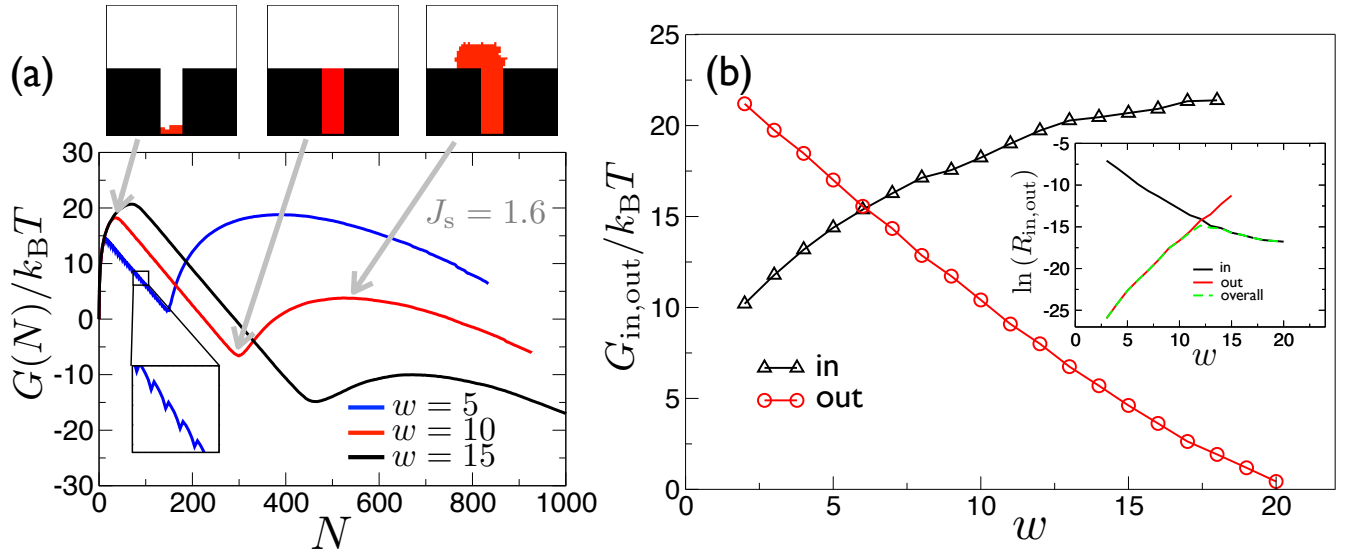 (a)
30
20
10
0
-10
-20
-30
G(N)/k_BT
J_s = 1.6
w = 5
w = 10
w = 15
0 200 400 600 800 1000
N
(b)
25
20
15
10
5
0
G_in,out/k_BT
in
out
0 5 10 15 20
w
-5
-10
-15
-20
-25
ln (R_in,out)
in
out
overall
0 5 10 15 20
w